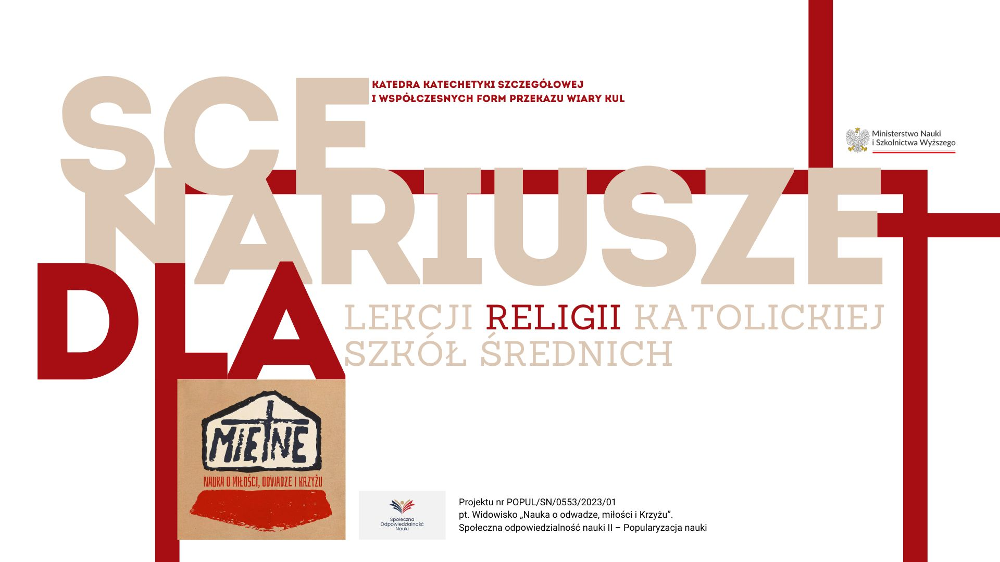 SCE
KATEDRA KATECHETYKI SZCZEGÓŁOWEJ
I WSPÓŁCZESNYCH FORM PRZEKAZU WIARY KUL
Ministerstwo Nauki
i Szkolnictwa Wyższego
NARIUSZE
DLA
LEKCJI RELIGII KATOLICKIEJ
SZKÓŁ ŚREDNICH
MIĘTNE
NAUKA O MIŁOŚCI, ODWADZE I KRZYŻU
Społeczna
Odpowiedzialność
Nauki
Projektu nr POPUL/SN/0553/2023/01
pt. Widowisko „Nauka o odwadze, miłości i Krzyżu”.
Społeczna odpowiedzialność nauki II – Popularyzacja nauki